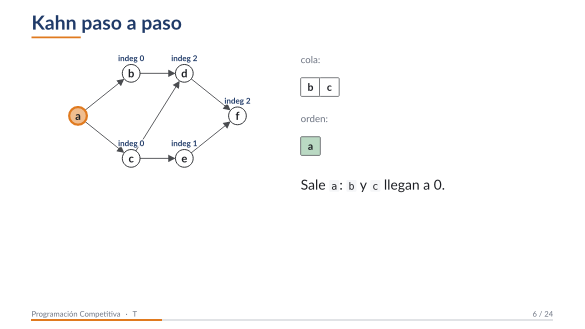 Kahn paso a paso
indeg 0 indeg 2
b d
cola:
b c
indeg 2
a f
orden:
a
indeg 0 indeg 1
c e
Sale a: b y c llegan a 0.
Programación Competitiva · T
6 / 24